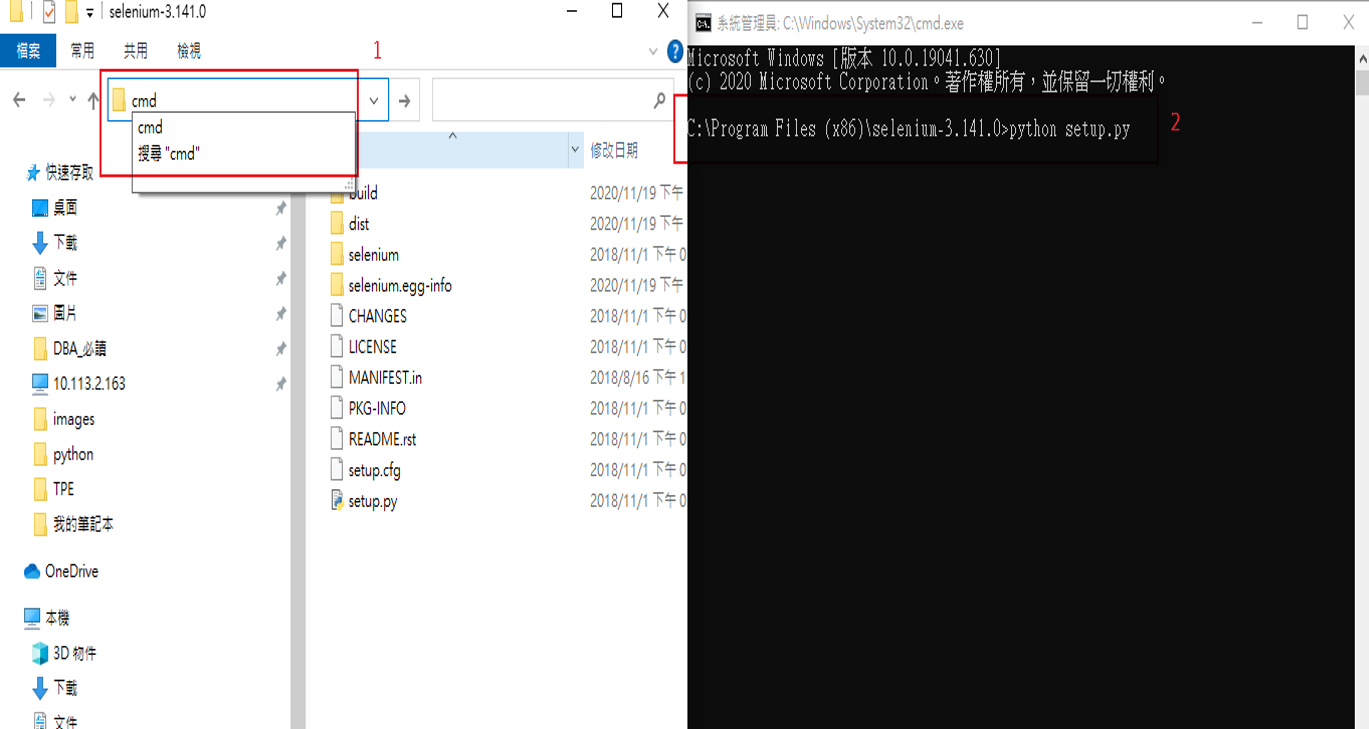 selenium-3.141.0
檔案
常用
共用
檢視
1
cmd
cmd
搜尋 "cmd"
修改日期
快速存取
桌面
下載
文件
圖片
DBA_必讀
10.113.2.163
images
python
TPE
我的筆記本
OneDrive
本機
3D 物件
下載
文件
build 2020/11/19 下午
dist 2020/11/19 下午
selenium 2018/11/1 下午 0
selenium.egg-info 2020/11/19 下午
CHANGES 2018/11/1 下午 0
LICENSE 2018/11/1 下午 0
MANIFEST.in 2018/8/16 下午 1
PKG-INFO 2018/11/1 下午 0
README.rst 2018/11/1 下午 0
setup.cfg 2018/11/1 下午 0
setup.py 2018/11/1 下午 0
系統管理員: C:\Windows\System32\cmd.exe
Microsoft Windows [版本 10.0.19041.630]
(c) 2020 Microsoft Corporation。著作權所有，並保留一切權利。
C:\Program Files (x86)\selenium-3.141.0>python setup.py
2